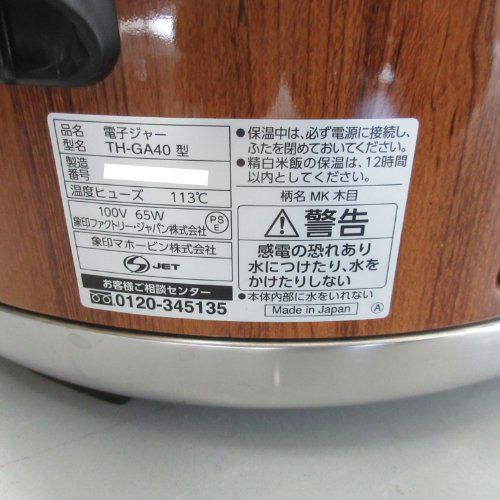 品名 電子ジャー
型名 TH-GA40 型
製造
番号
温度ヒューズ 113℃
100V 65W
象印ファクトリー・ジャパン株式会社
PS
E
象印マホービン株式会社
S JET
お客様ご相談センター
0120-345135
●保温中は、必ず電源に接続し、
ふたを閉めておいてください。
●精白米飯の保温は、12時間
以内としてください。
柄名 MK 木目
警告
感電の恐れあり
水につけたり、水を
かけたりしない
●本体内部に水をいれない
Made in Japan
A